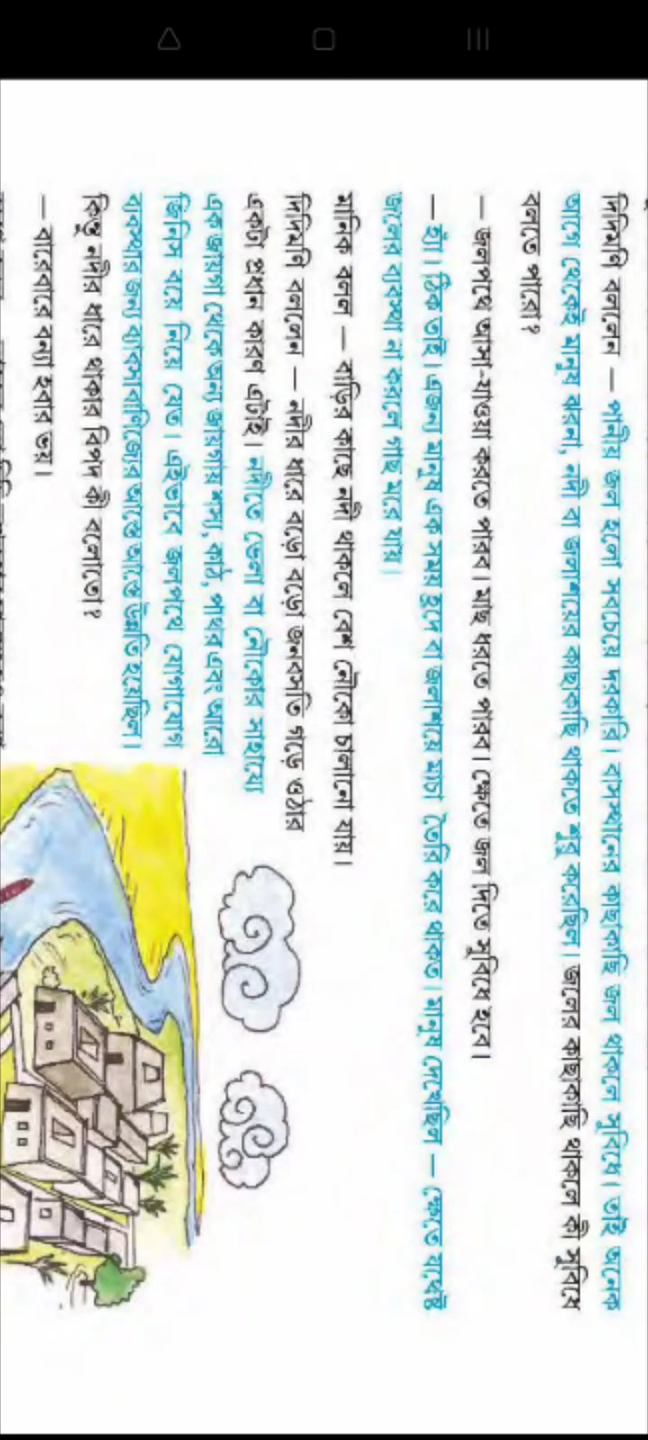 দিদিমণি বললেন — পানীয় জল হলো সবচেয়ে দরকারি। বাসস্থানের কাছাকাছি জল থাকলে সুবিধে। তাই অনেক
আগে থেকেই মানুষ ঝরনা, নদী বা জলাশয়ের কাছাকাছি থাকতে শুরু করেছিল। জলের কাছাকাছি থাকলে কী সুবিধে
বলতে পারো?
— জলপথে আসা-যাওয়া করতে পারব। মাছ ধরতে পারব। ক্ষেতে জল দিতে সুবিধে হবে।
— হ্যাঁ। ঠিক তাই। এজন্য মানুষ এক সময় হ্রদে বা জলাশয়ে মাচা তৈরি করে থাকত। মানুষ দেখেছিল — ক্ষেতে যথেষ্ট
জলের ব্যবস্থা না করলে গাছ মরে যায়।
মানিক বলল — বাড়ির কাছে নদী থাকলে বেশ নৌকো চালানো যায়।
দিদিমণি বললেন — নদীর ধারে বড়ো বড়ো জনবসতি গড়ে ওঠার
একটা প্রধান কারণ এটাই। নদীতে ভেলা বা নৌকোর সাহায্যে
এক জায়গা থেকে অন্য জায়গায় শস্য, কাঠ, পাথর এবং আরো
জিনিস বয়ে নিয়ে যেত। এইভাবে জলপথে যোগাযোগ
ব্যবস্থার জন্য ব্যাবসাবাণিজ্যের আস্তে আস্তে উন্নতি হয়েছিল।
কিন্তু নদীর ধারে থাকার বিপদ কী বলোতো?
— বারেবারে বন্যা হবার ভয়।